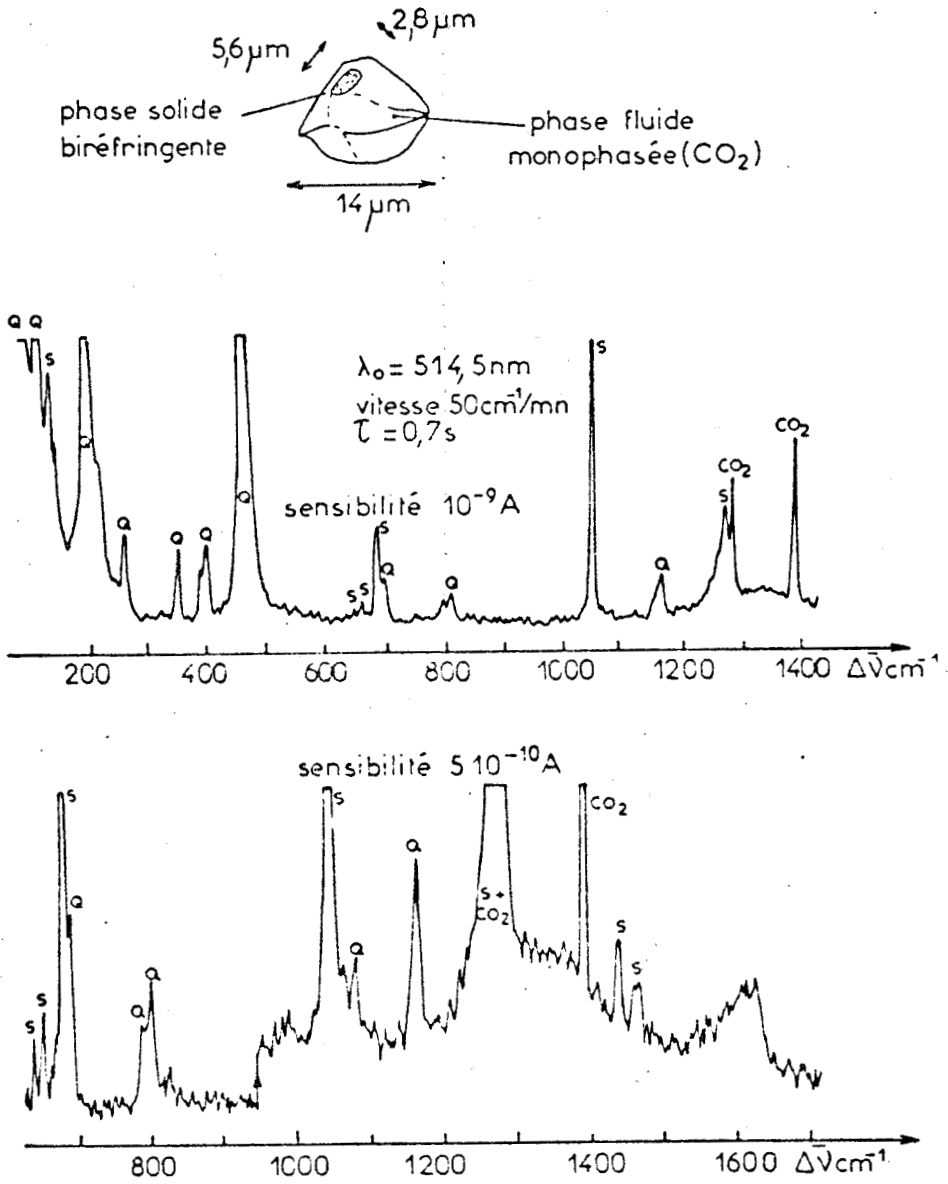 2,8µm
5,6µm
phase solide
biréfringente
phase fluide
monophasée (CO₂)
14µm
Q Q
S
Q
Q
Q
Q
Q
λ₀ = 514,5nm
vitesse 50cm⁻¹/mn
τ = 0,7s
sensibilité 10⁻⁹A
S
S
S
Q
Q
S
Q
S
CO₂
CO₂
200 400 600 800 1000 1200 1400 Δν̄ cm⁻¹
sensibilité 5 10⁻¹⁰A
S
S
S
Q
Q
Q
S
Q
Q
S +
CO₂
CO₂
S
S
800 1000 1200 1400 1600 Δν̄ cm⁻¹